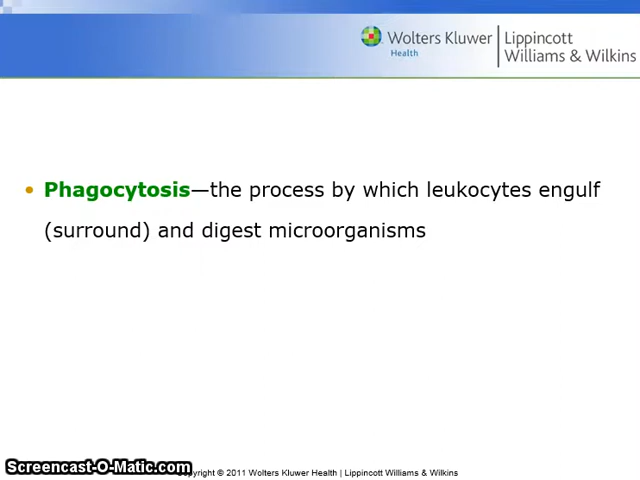 Wolters Kluwer
Health
Lippincott
Williams & Wilkins
• Phagocytosis—the process by which leukocytes engulf
(surround) and digest microorganisms
Screencast-O-Matic.com
opyright © 2011 Wolters Kluwer Health | Lippincott Williams & Wilkins